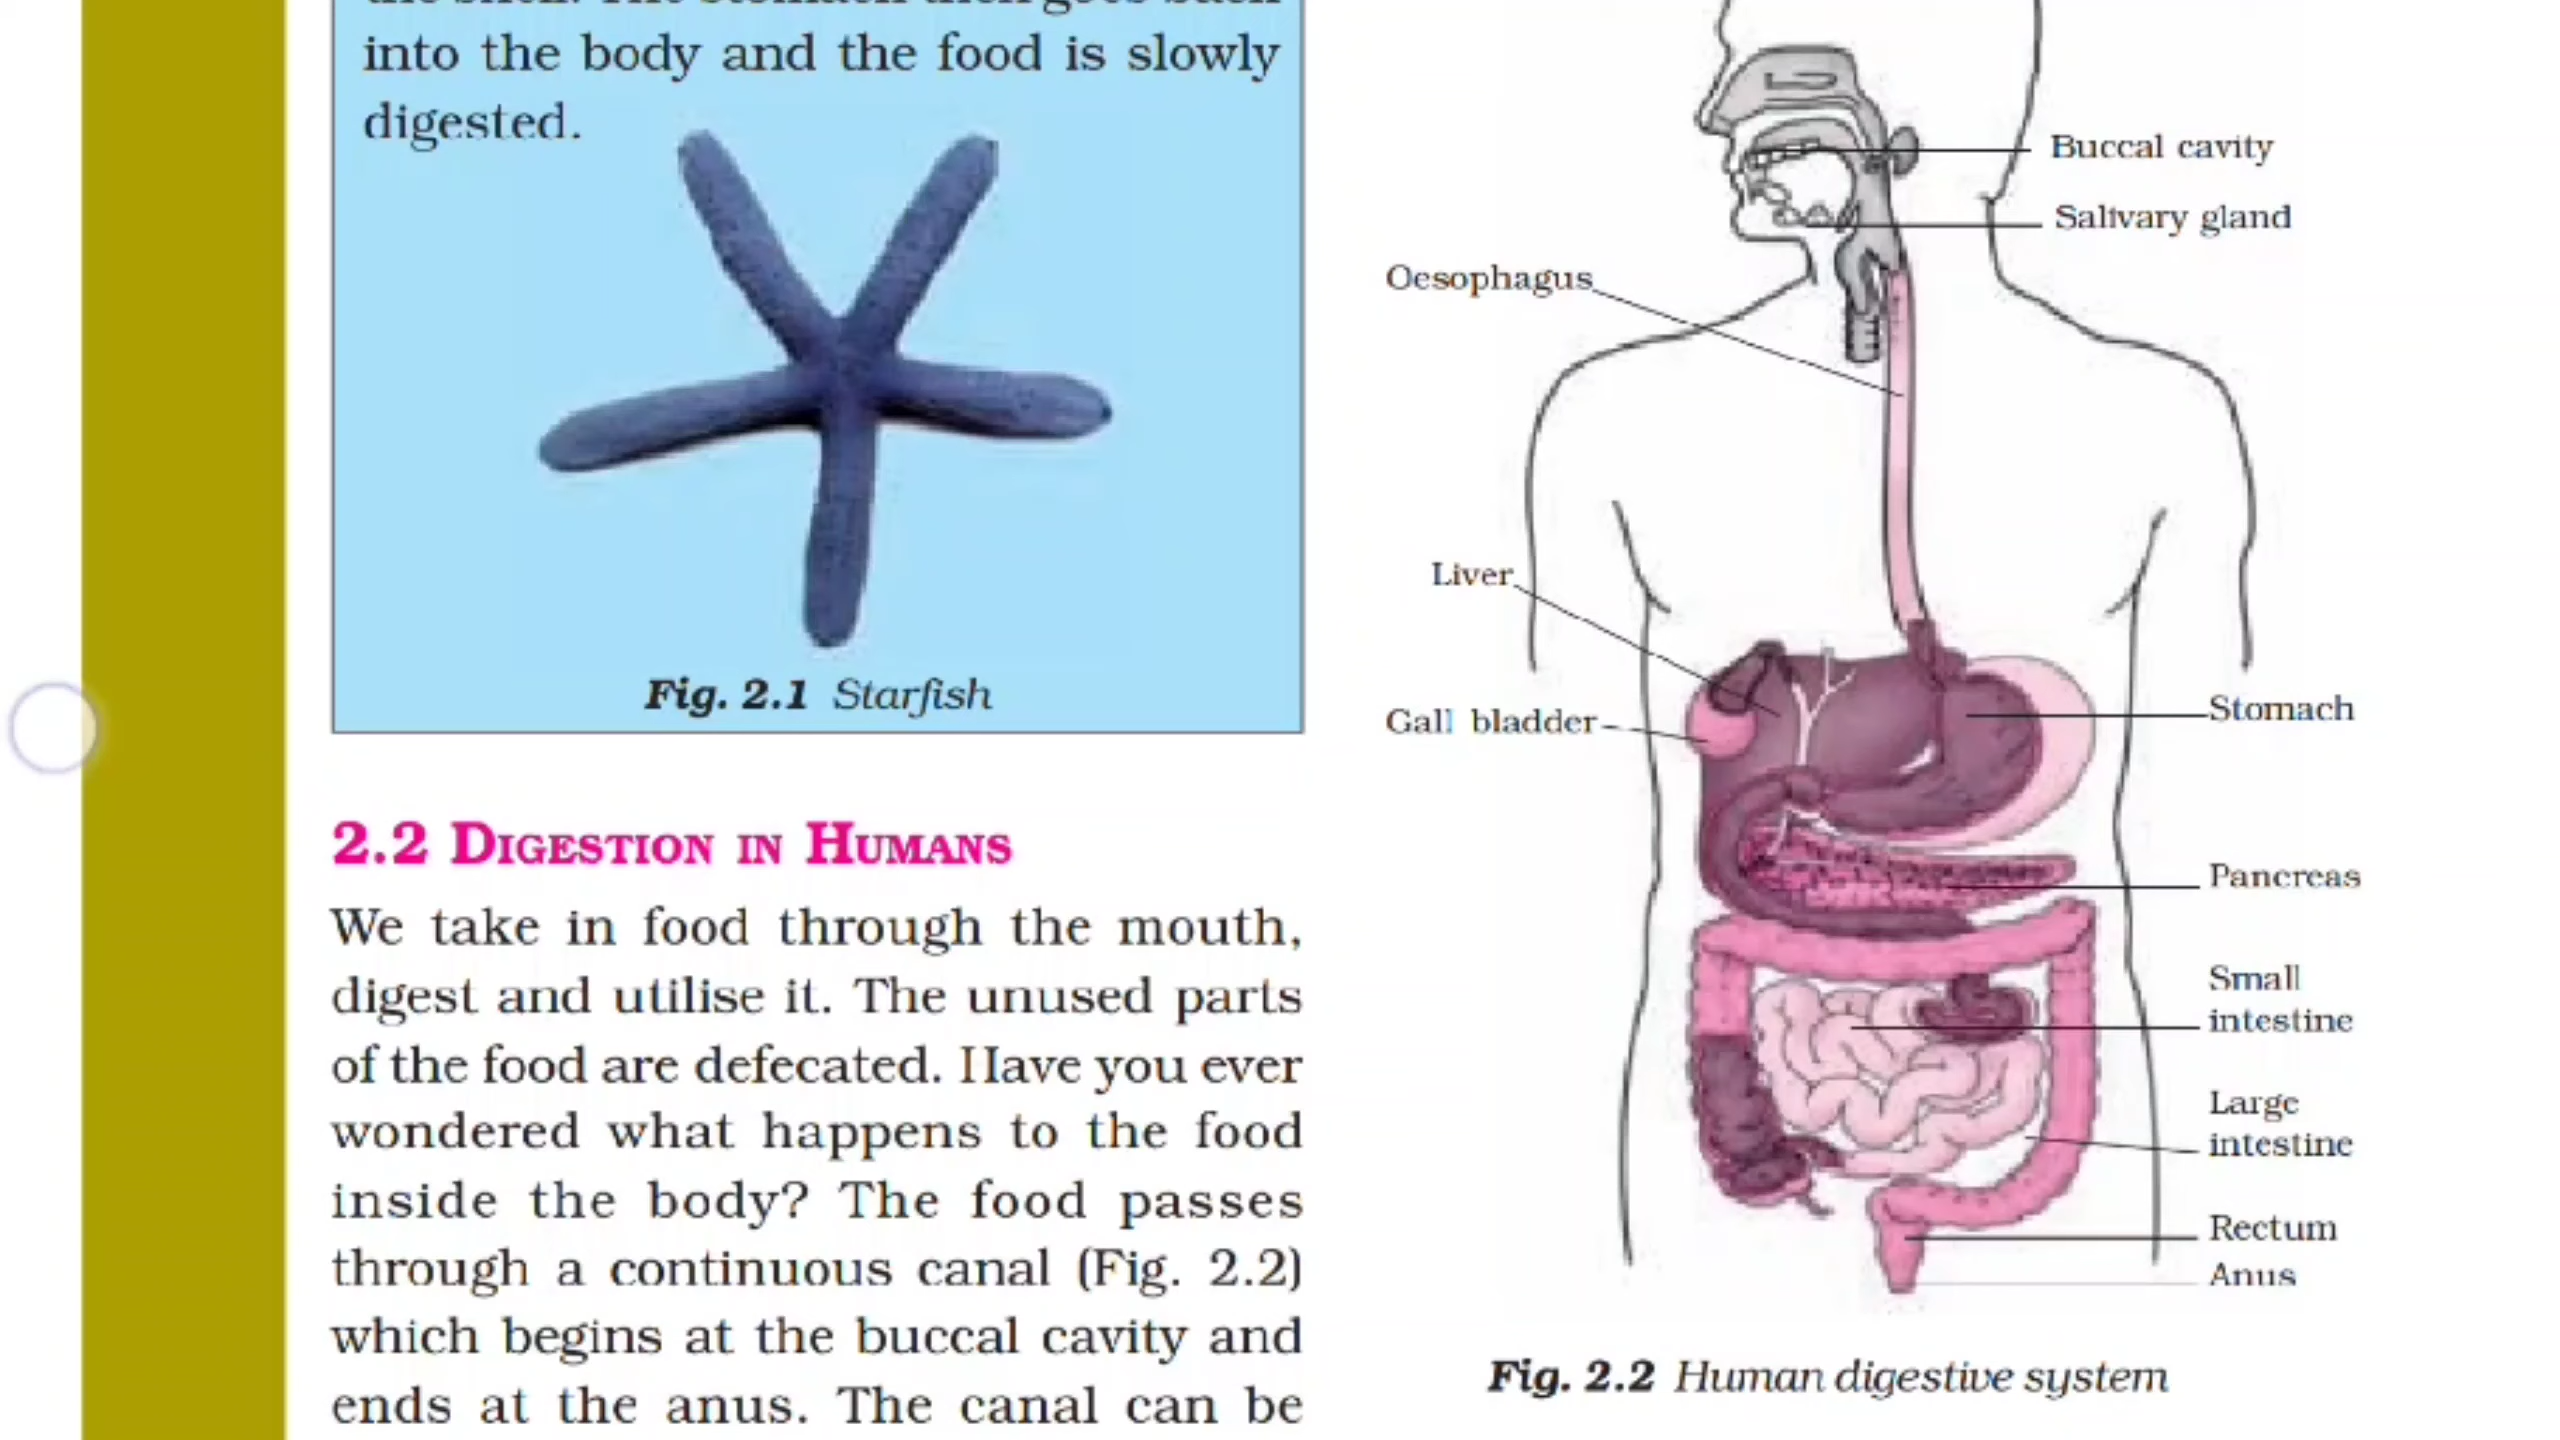 into the body and the food is slowly
digested.
Fig. 2.1 Starfish
2.2 DIGESTION IN HUMANS
We take in food through the mouth,
digest and utilise it. The unused parts
of the food are defecated. Have you ever
wondered what happens to the food
inside the body? The food passes
through a continuous canal (Fig. 2.2)
which begins at the buccal cavity and
ends at the anus. The canal can be
Buccal cavity
Salivary gland
Oesophagus
Liver
Gall bladder
Stomach
Pancreas
Small
intestine
Large
intestine
Rectum
Anus
Fig. 2.2 Human digestive system